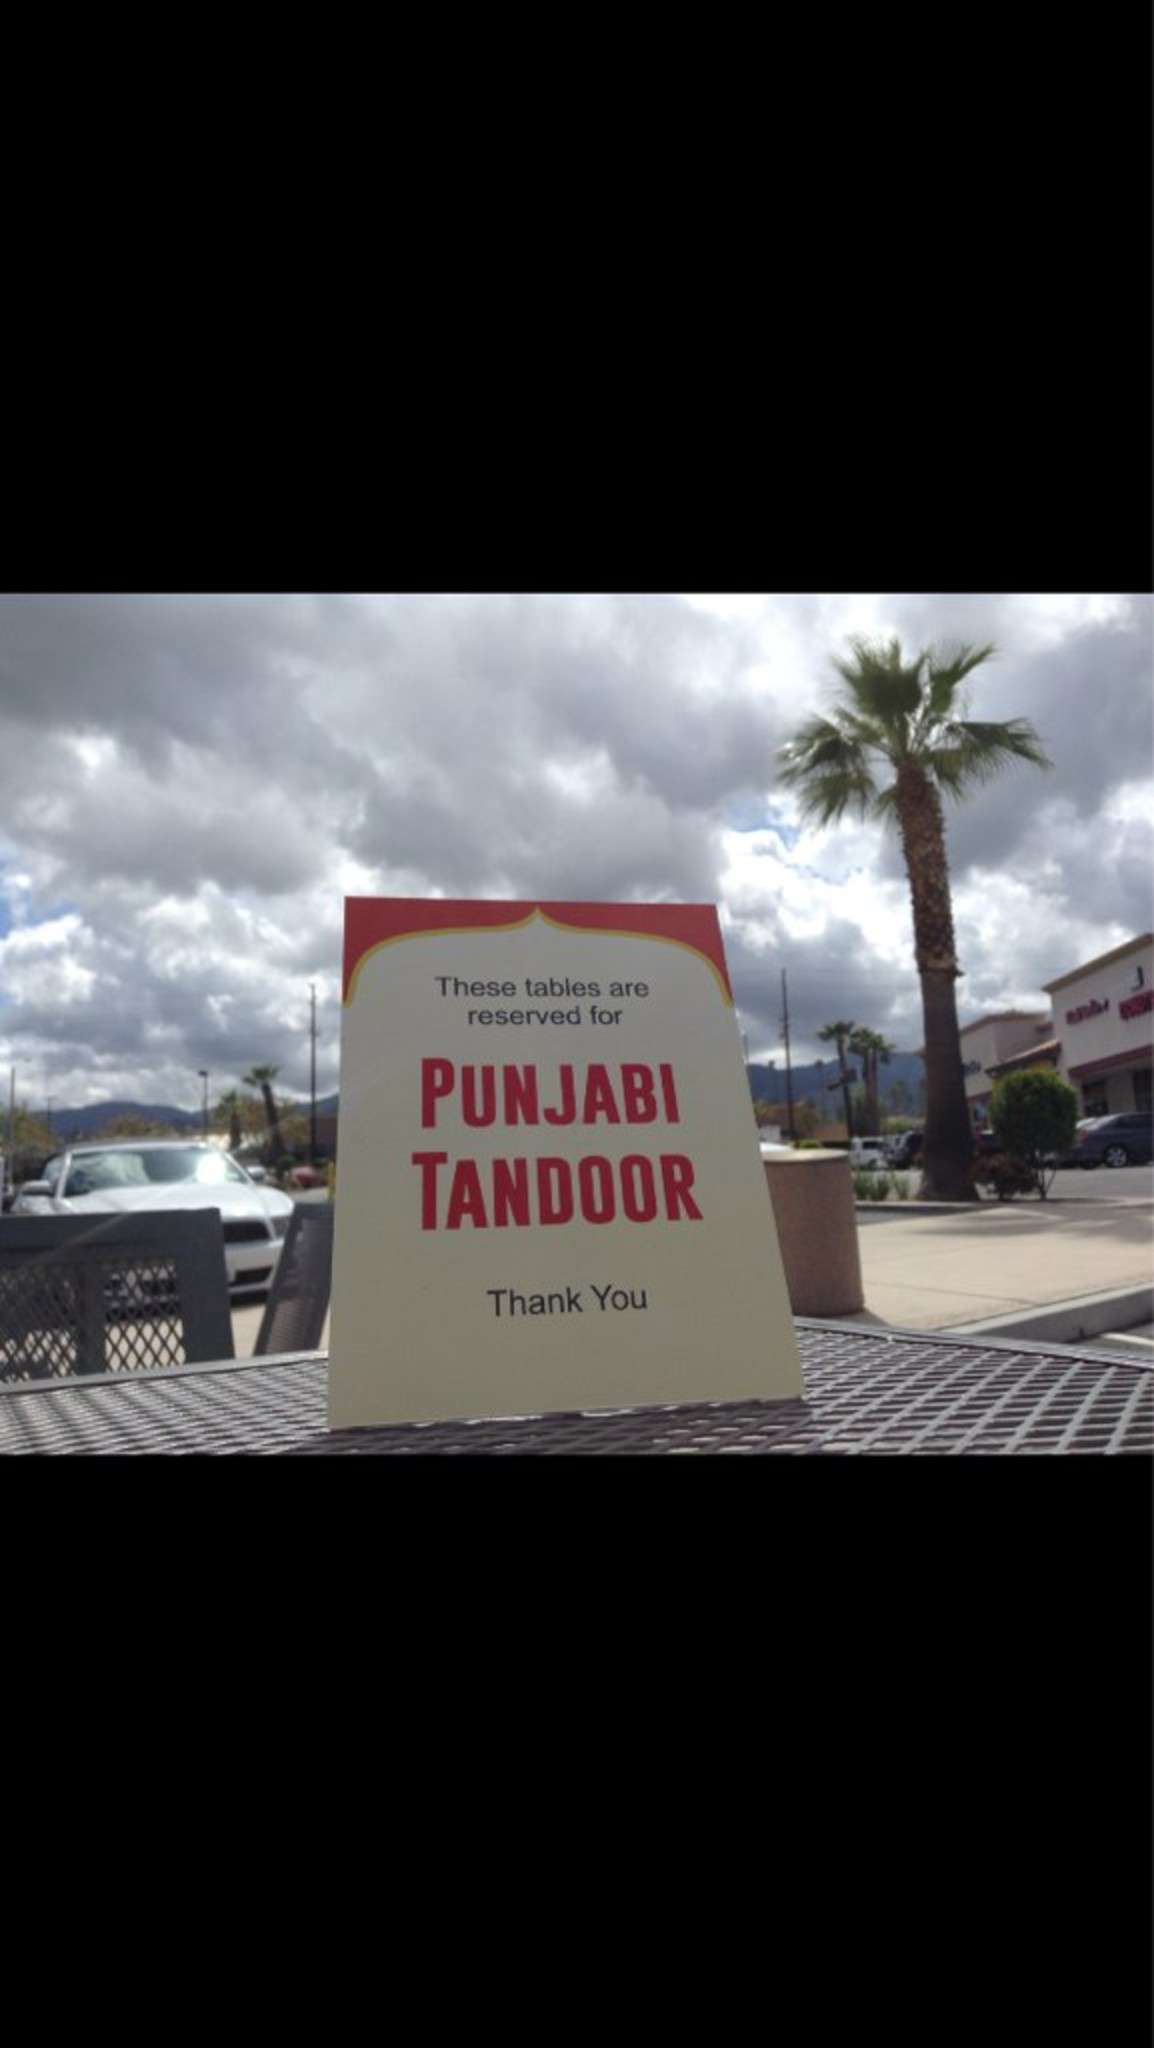 These tables are
reserved for
PUNJABI
TANDOOR
Thank You